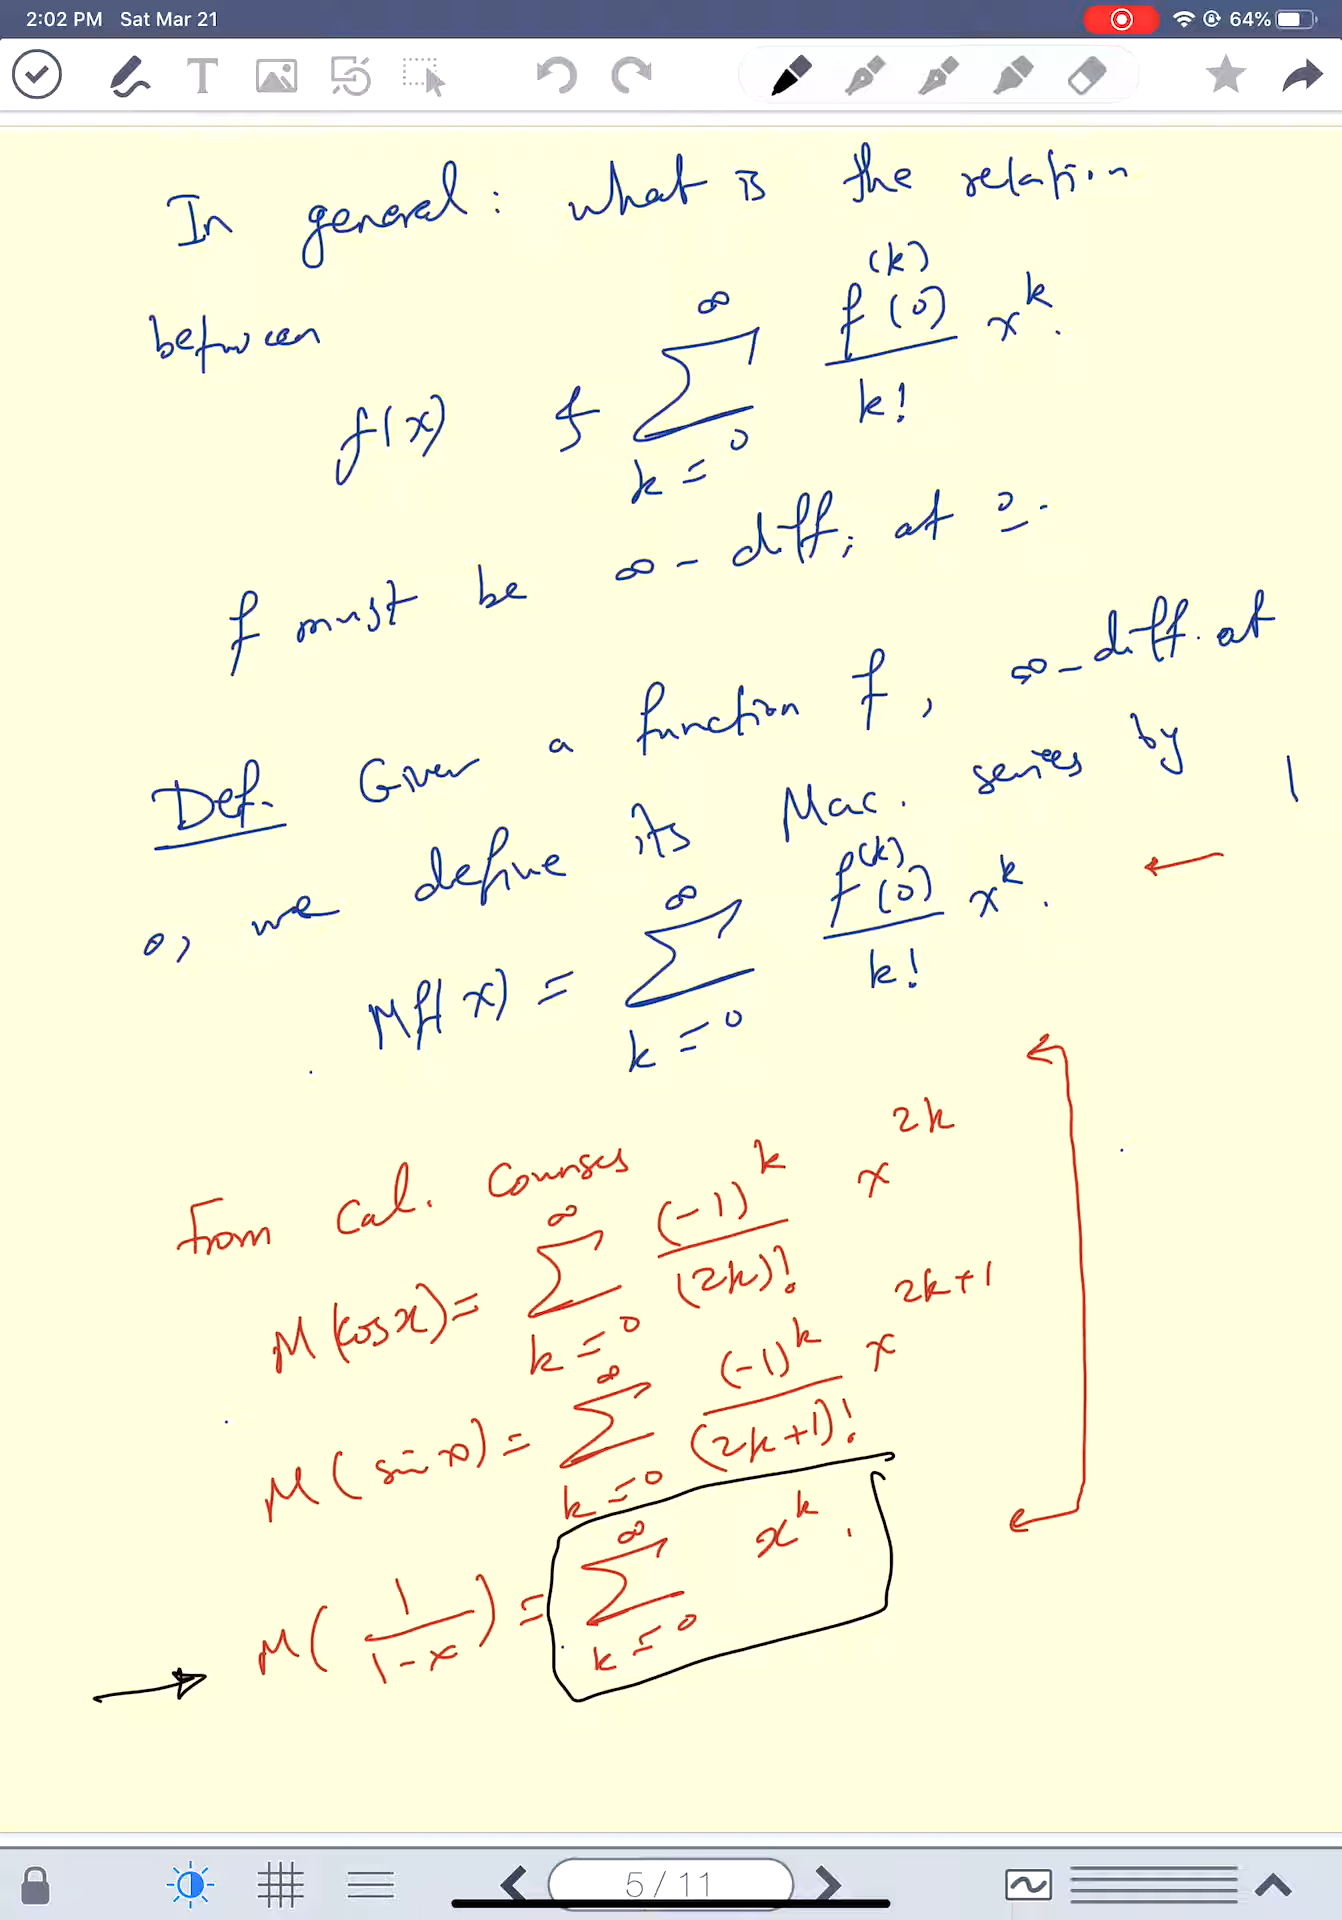 2:02 PM Sat Mar 21 64%
T
In general: what is the relation
between
f(x) & ∑_{k=0}^{∞} f^{(k)}(0)/k! x^k.
f must be ∞-diff. at 0.
Def. Given a function f, ∞-diff. at
0, we define its Mac. series by
Mf(x) = ∑_{k=0}^{∞} f^{(k)}(0)/k! x^k. ←
From Cal. Courses
M(cos x) = ∑_{k=0}^{∞} (-1)^k/(2k)! x^{2k}
M(sin x) = ∑_{k=0}^{∞} (-1)^k/(2k+1)! x^{2k+1}
→ M(1/(1-x)) = ∑_{k=0}^{∞} x^k.
5 / 11